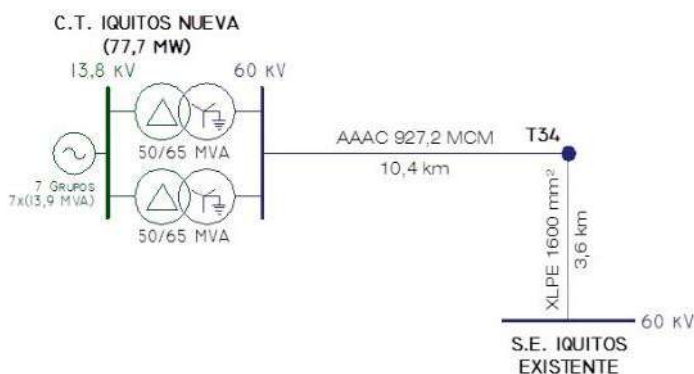 C.T. IQUITOS NUEVA
(77,7 MW)
13,8 kV
60 kV
50/65 MVA
7 GRUPOS
7x(13,9 MVA)
50/65 MVA
AAAC 927,2 MCM
10,4 km
T34
XLPE 1600 mm²
3,6 km
60 kV
S.E. IQUITOS
EXISTENTE